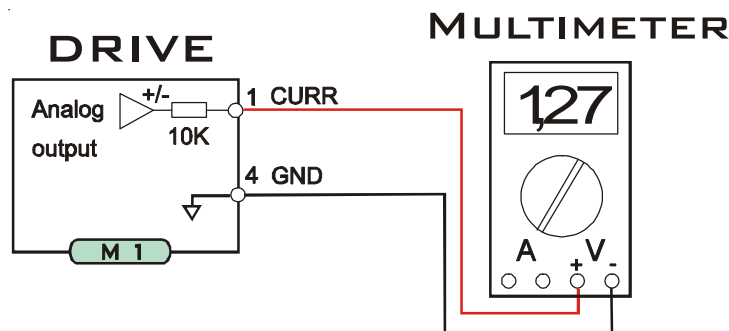 DRIVE
MULTIMETER
Analog
output
+/-
10K
1 CURR
4 GND
M 1
1,27
A V
+ -